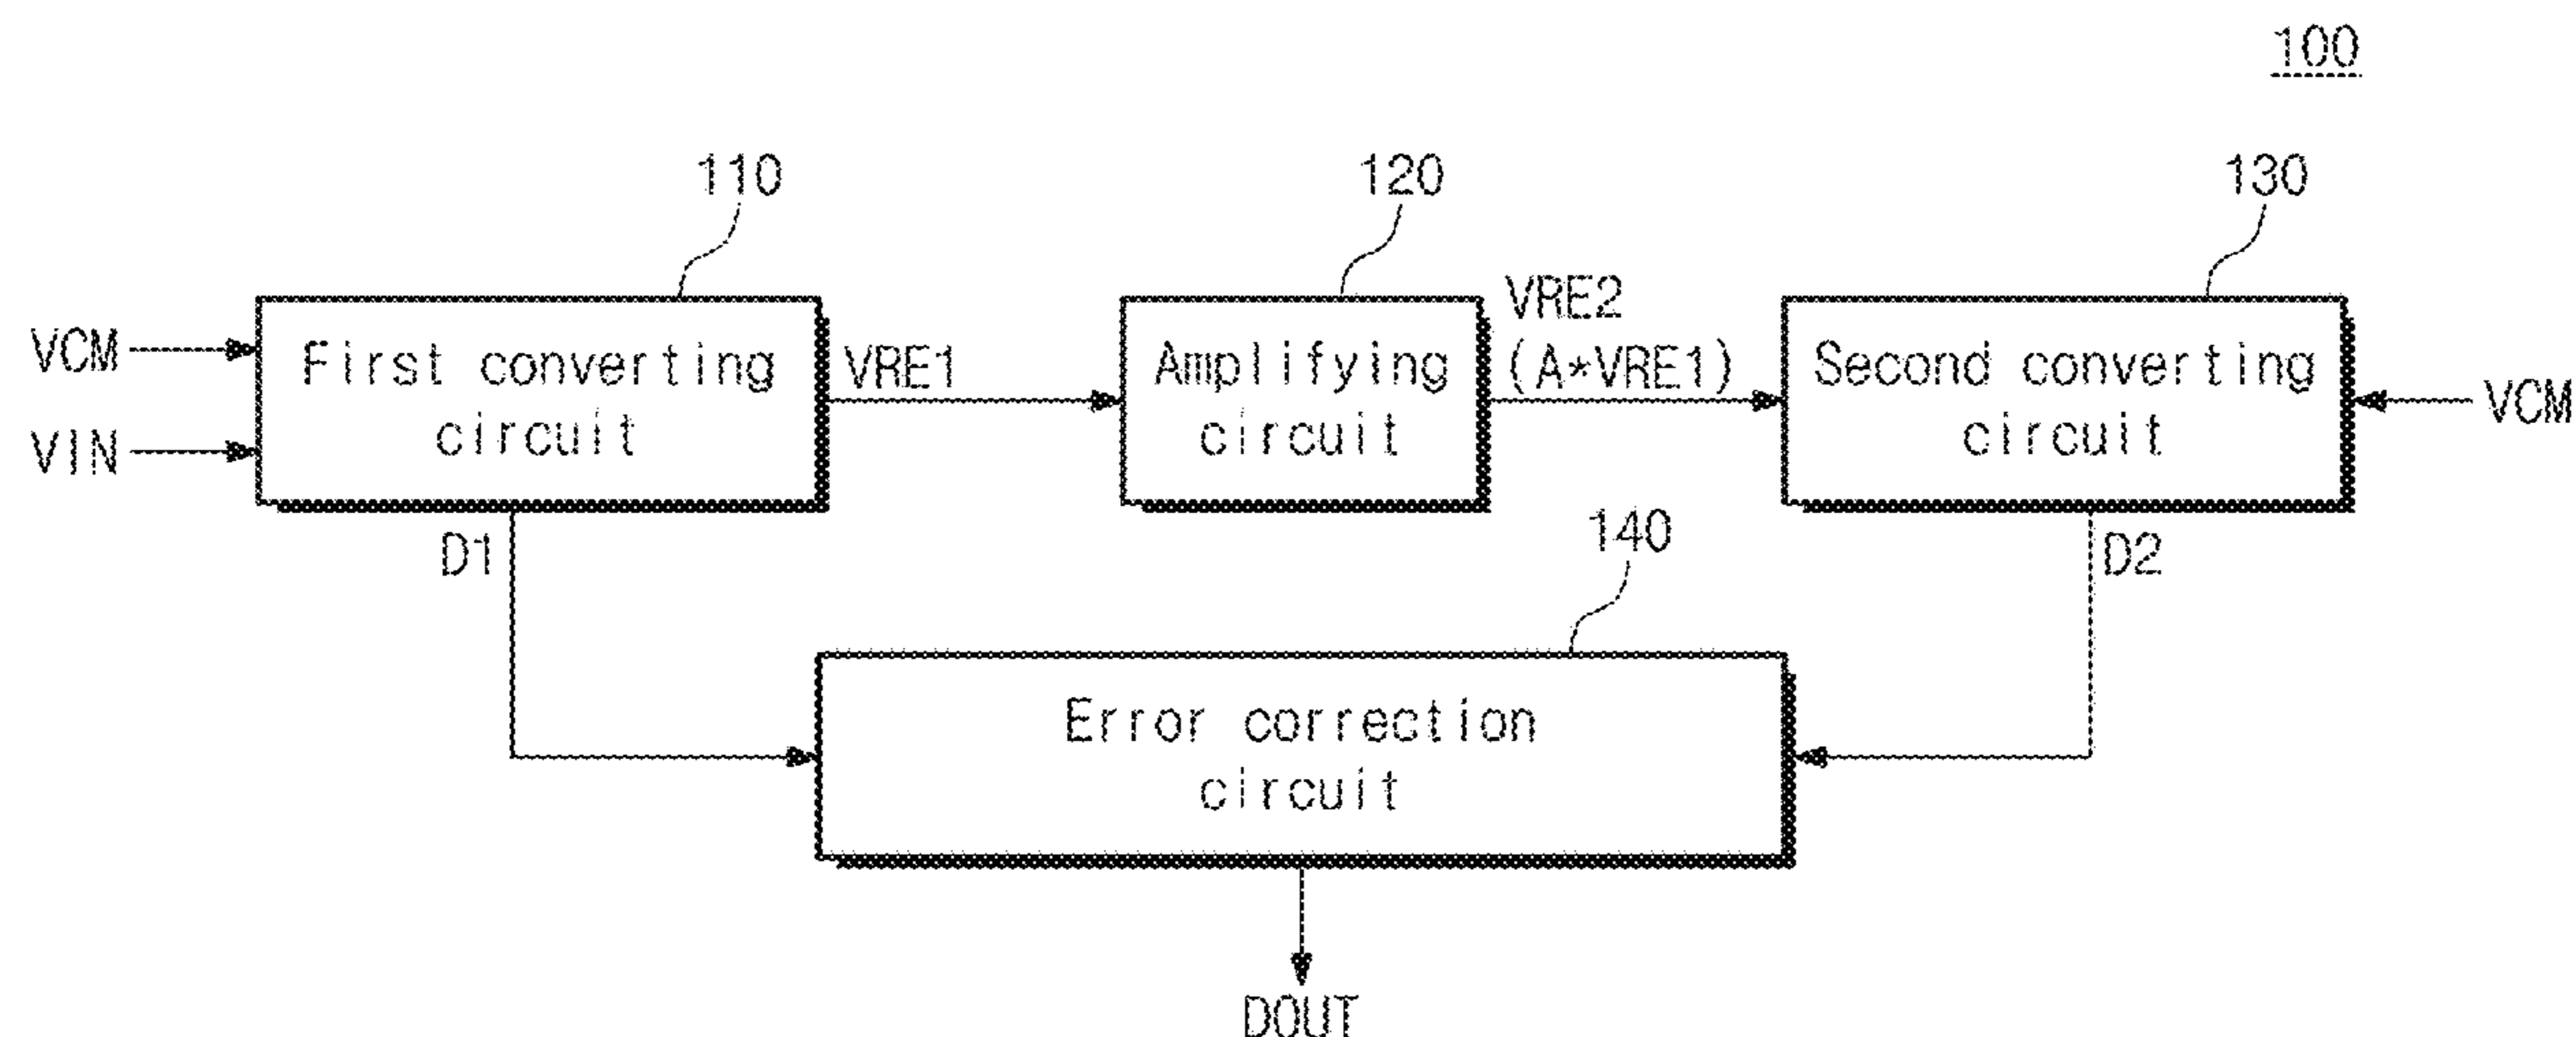 100
110
120
130
VCM
VIN
First converting
circuit
VRE1
Amplifying
circuit
VRE2
(A*VRE1)
Second converting
circuit
VCM
D1
140
D2
Error correction
circuit
DOUT